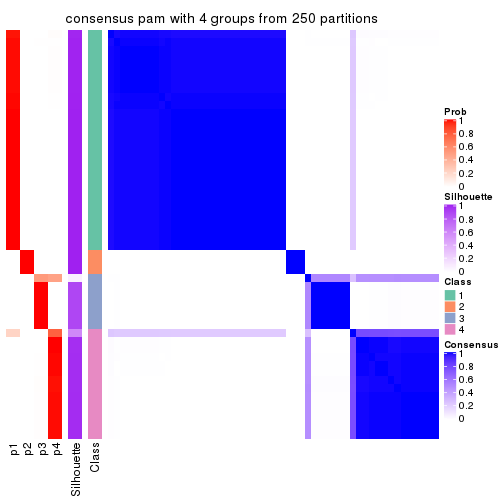 consensus pam with 4 groups from 250 partitions
Prob
1
0.8
0.6
0.4
0.2
0
Silhouette
1
0.8
0.6
0.4
0.2
0
Class
1
2
3
4
Consensus
1
0.8
0.6
0.4
0.2
0
p1
p2
p3
p4
Silhouette
Class